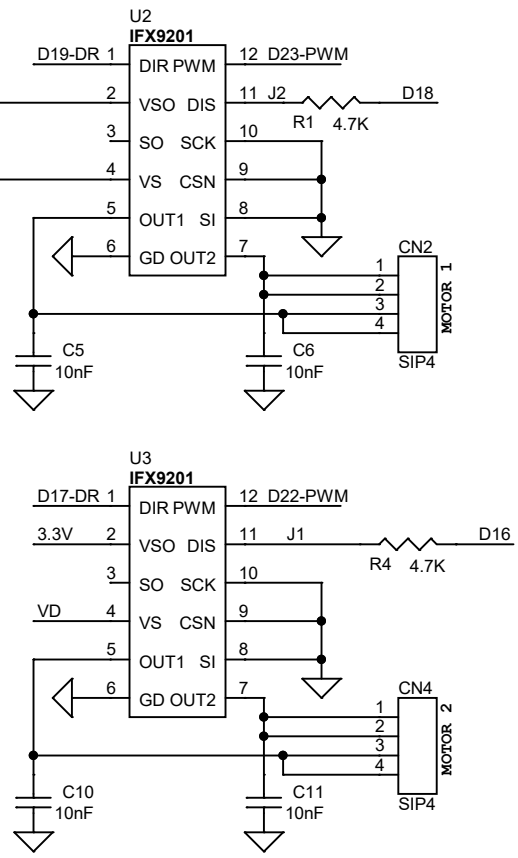 U2
IFX9201
D19-DR 1 DIR PWM 12 D23-PWM
2 VSO DIS 11 J2 D18
R1 4.7K
3 SO SCK 10
4 VS CSN 9
5 OUT1 SI 8
6 GD OUT2 7
CN2
1
2
3
4
MOTOR 1
SIP4
C5
10nF
C6
10nF
U3
IFX9201
D17-DR 1 DIR PWM 12 D22-PWM
3.3V 2 VSO DIS 11 J1 D16
R4 4.7K
3 SO SCK 10
VD 4 VS CSN 9
5 OUT1 SI 8
6 GD OUT2 7
CN4
1
2
3
4
MOTOR 2
SIP4
C10
10nF
C11
10nF